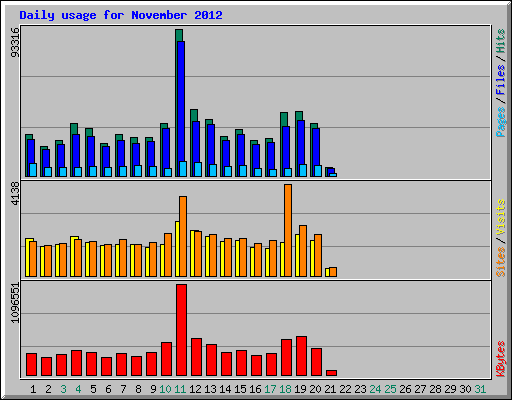 Daily usage for November 2012
93316
Pages / Files / Hits
4138
Sites / Visits
1096551
KBytes
1 2 3 4 5 6 7 8 9 10 11 12 13 14 15 16 17 18 19 20 21 22 23 24 25 26 27 28 29 30 31